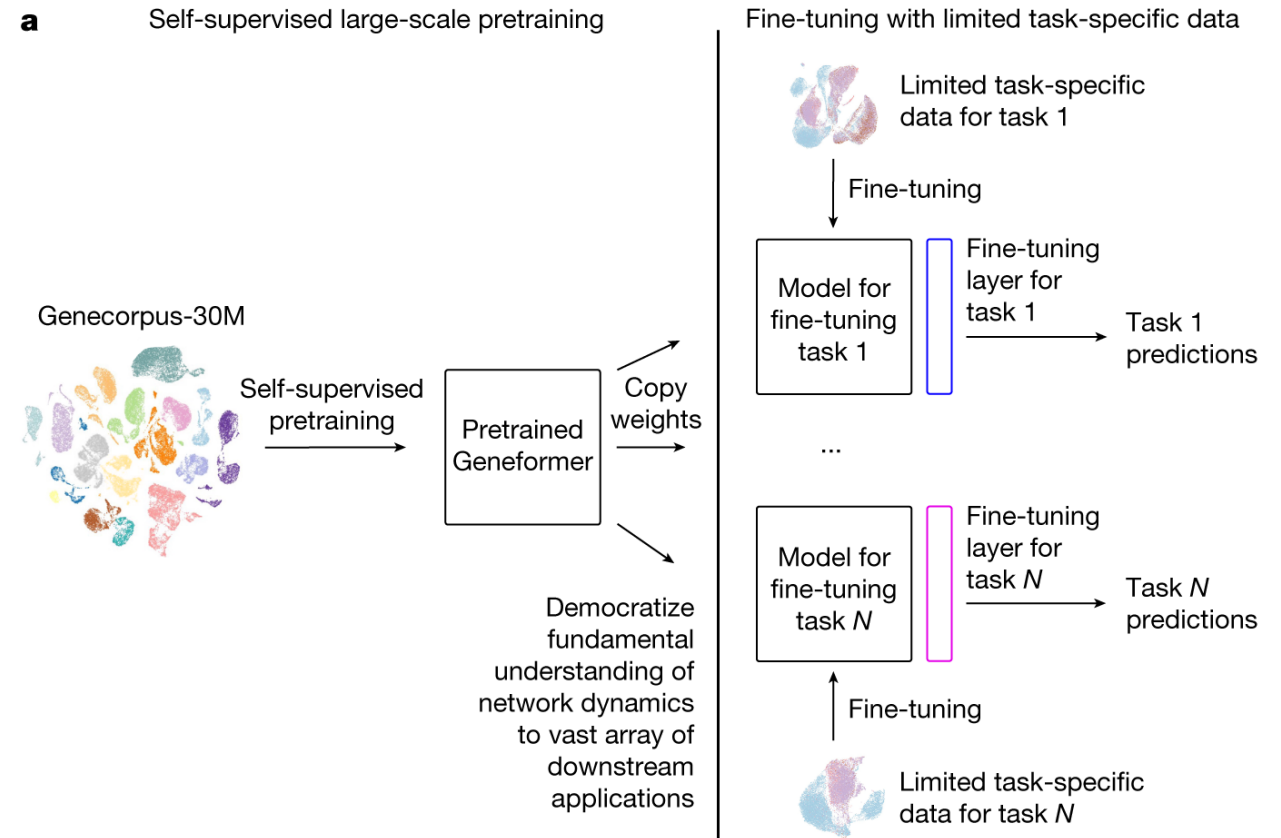 a
Self-supervised large-scale pretraining
Genecorpus-30M
Self-supervised
pretraining
Pretrained
Geneformer
Copy
weights
Democratize
fundamental
understanding of
network dynamics
to vast array of
downstream
applications
Fine-tuning with limited task-specific data
Limited task-specific
data for task 1
Fine-tuning
Model for
fine-tuning
task 1
Fine-tuning
layer for
task 1
Task 1
predictions
...
Model for
fine-tuning
task N
Fine-tuning
layer for
task N
Task N
predictions
Fine-tuning
Limited task-specific
data for task N